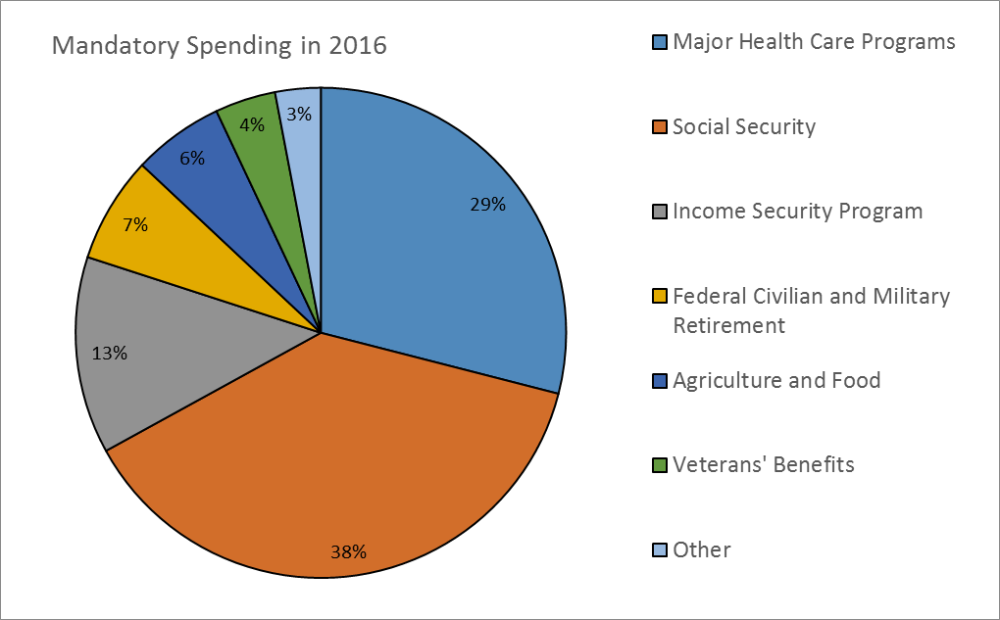 Mandatory Spending in 2016
29%
38%
13%
7%
6%
4%
3%
Major Health Care Programs
Social Security
Income Security Program
Federal Civilian and Military
Retirement
Agriculture and Food
Veterans' Benefits
Other